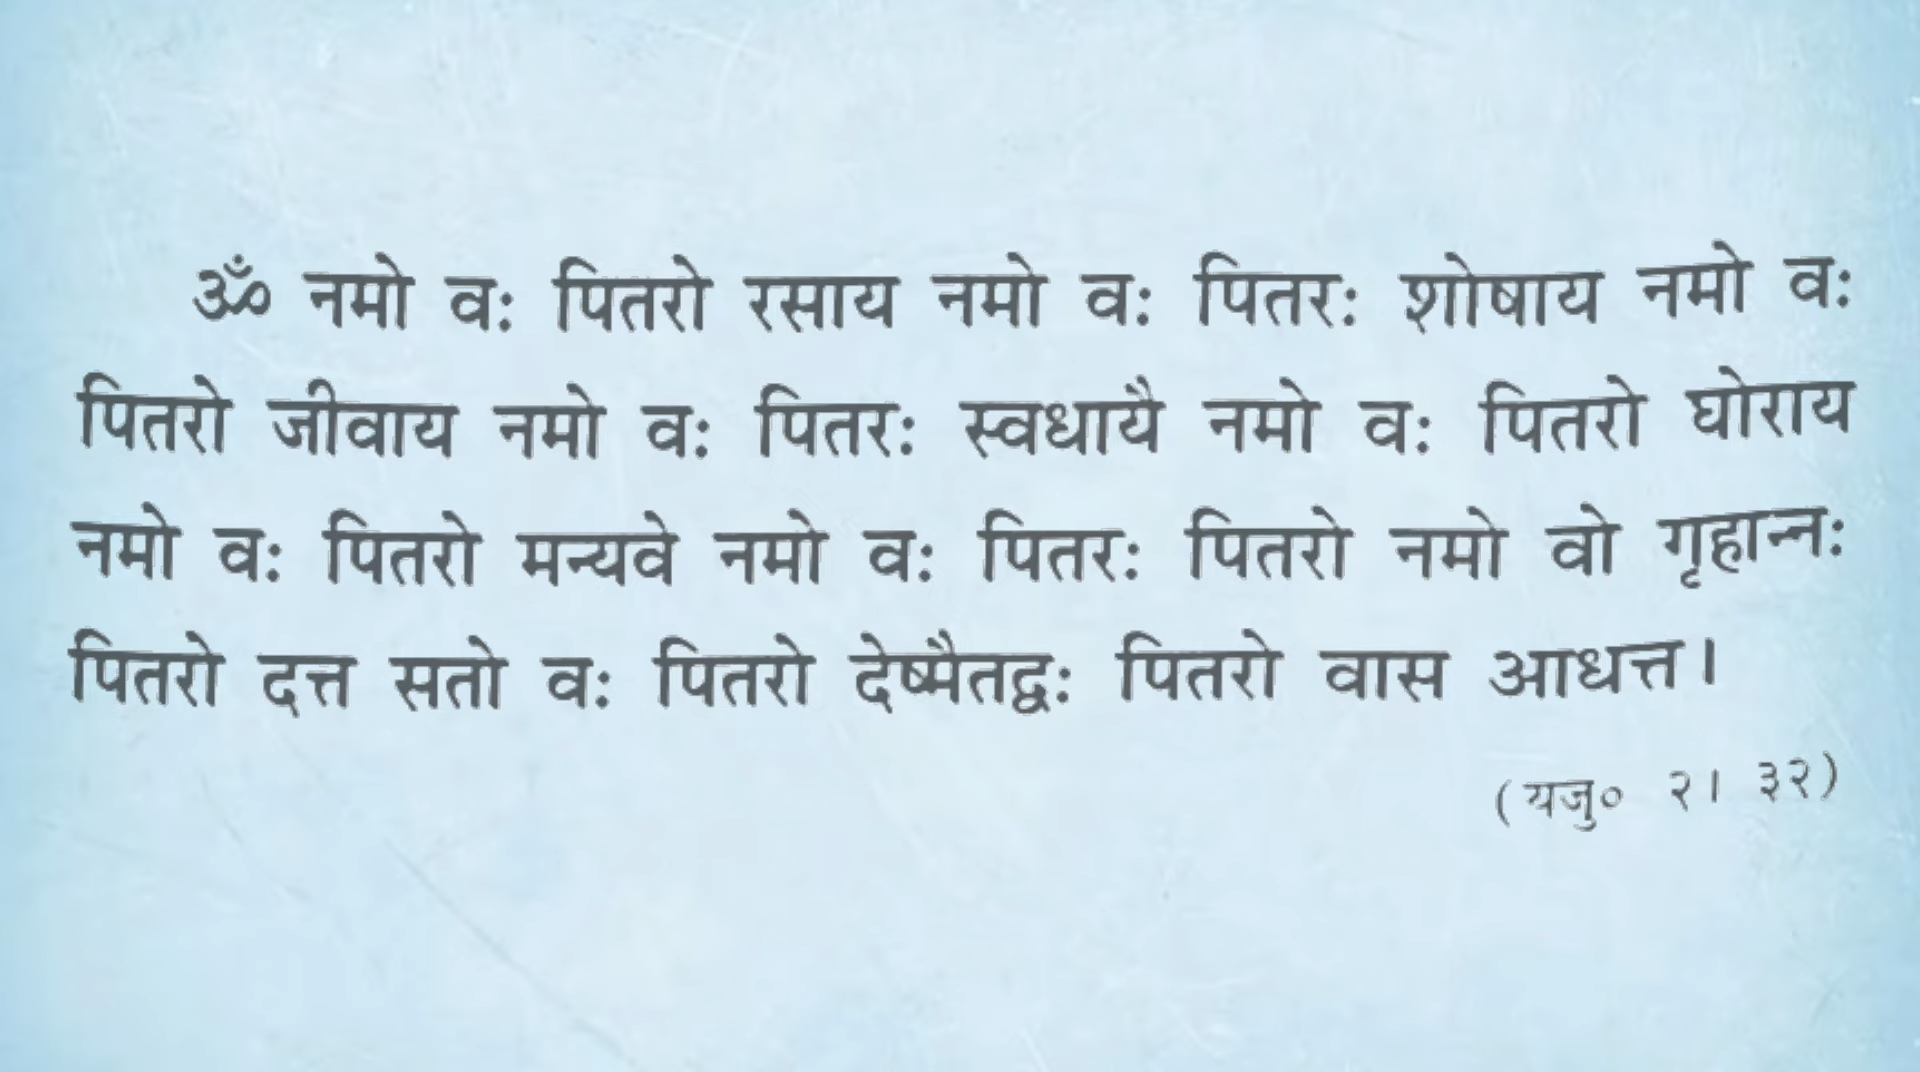 ॐ नमो वः पितरो रसाय नमो वः पितरः शोषाय नमो वः
पितरो जीवाय नमो वः पितरः स्वधायै नमो वः पितरो घोराय
नमो वः पितरो मन्यवे नमो वः पितरः पितरो नमो वो गृहान्नः
पितरो दत्त सतो वः पितरो देष्मैतद्वः पितरो वास आधत्त।
(यजु० २। ३२)